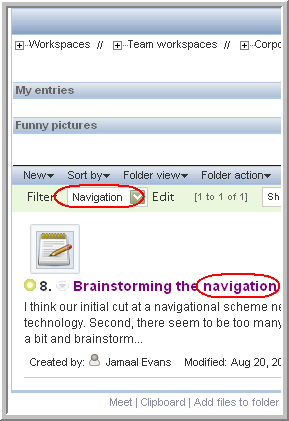 Workspaces // Team workspaces // Corpo
My entries
Funny pictures
New Sort by Folder view Folder action
Filter Navigation Edit [1 to 1 of 1] Sh
8. Brainstorming the navigation
I think our initial cut at a navigational scheme ne
technology. Second, there seem to be too many
a bit and brainstorm...
Created by: Jamaal Evans Modified: Aug 20, 20
Meet | Clipboard | Add files to folder